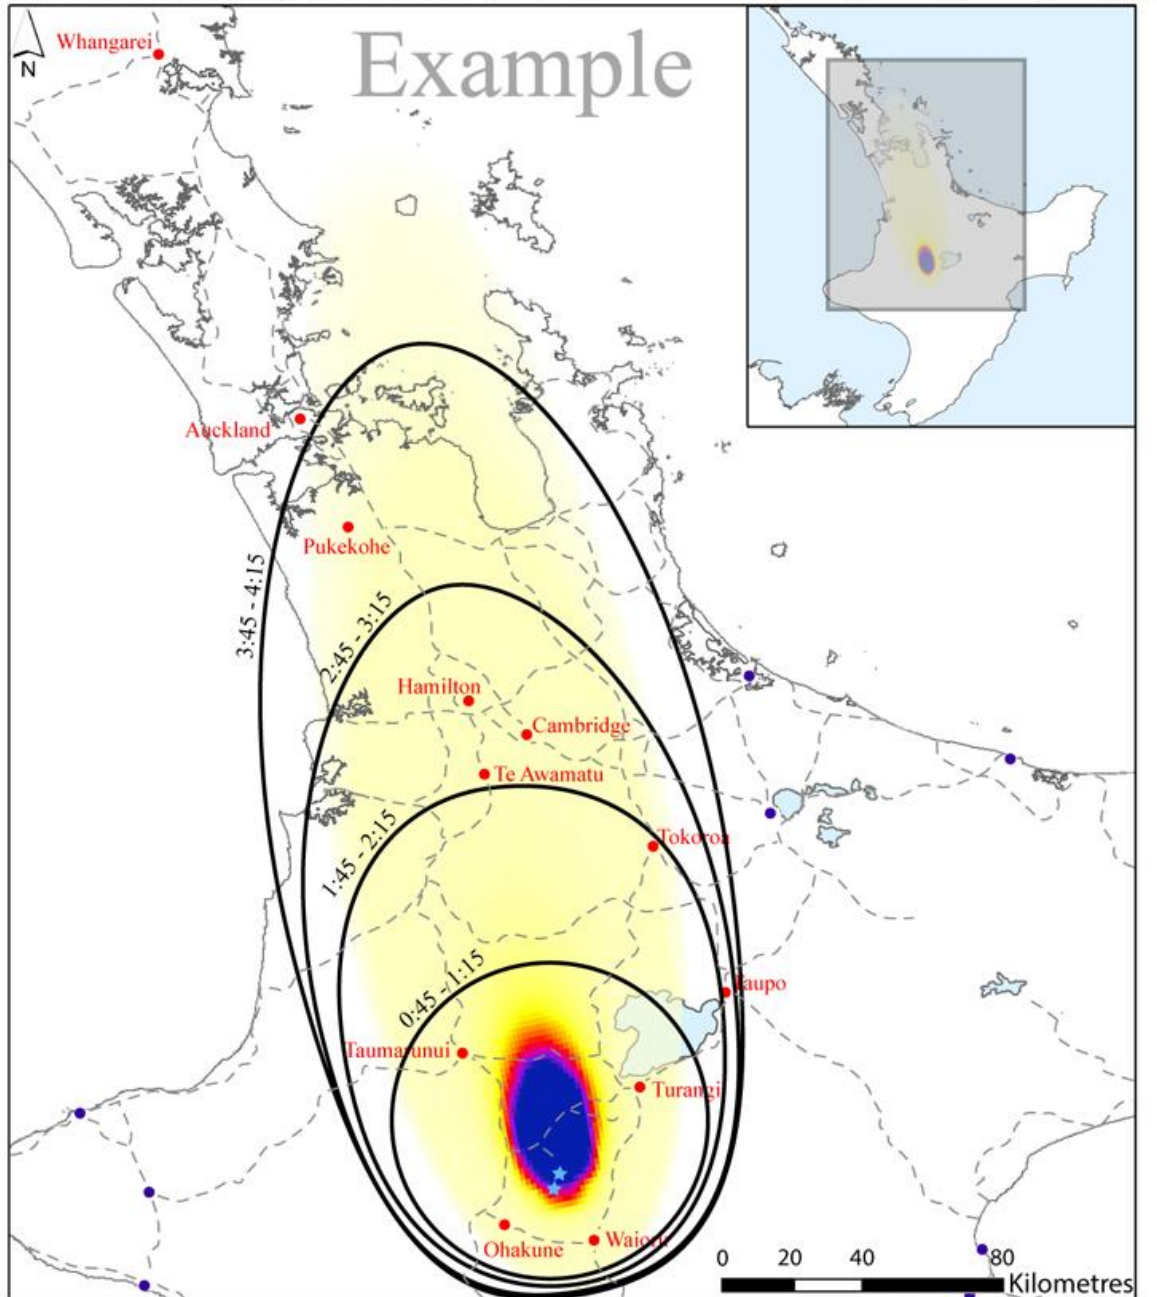 Whangarei
Example
N
Auckland
Pukekohe
3:45 - 4:15
2:45 - 3:15
Hamilton
Cambridge
Te Awamatu
1:45 - 2:15
Tokoroa
0:45 - 1:15
Taupo
Taumarunui
Turangi
Ohakune
Waiouru
0 20 40 80
Kilometres